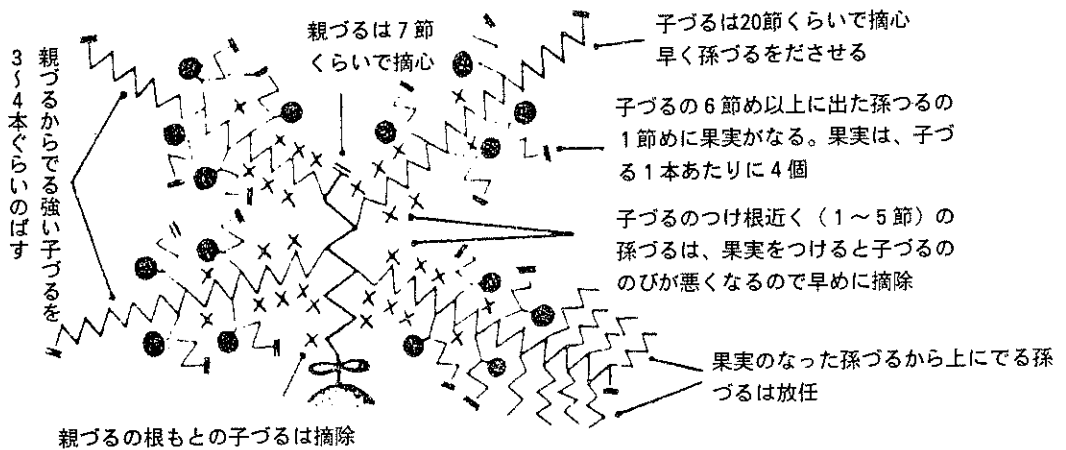 親づるからでる強い子づるを
3〜4本ぐらいのばす
親づるは7節
くらいで摘心
子づるは20節くらいで摘心
早く孫づるをださせる
子づるの6節め以上に出た孫つるの
1節めに果実がなる。果実は、子づ
る1本あたりに4個
子づるのつけ根近く（1〜5節）の
孫づるは、果実をつけると子づるの
のびが悪くなるので早めに摘除
果実のなった孫づるから上にでる孫
づるは放任
親づるの根もとの子づるは摘除